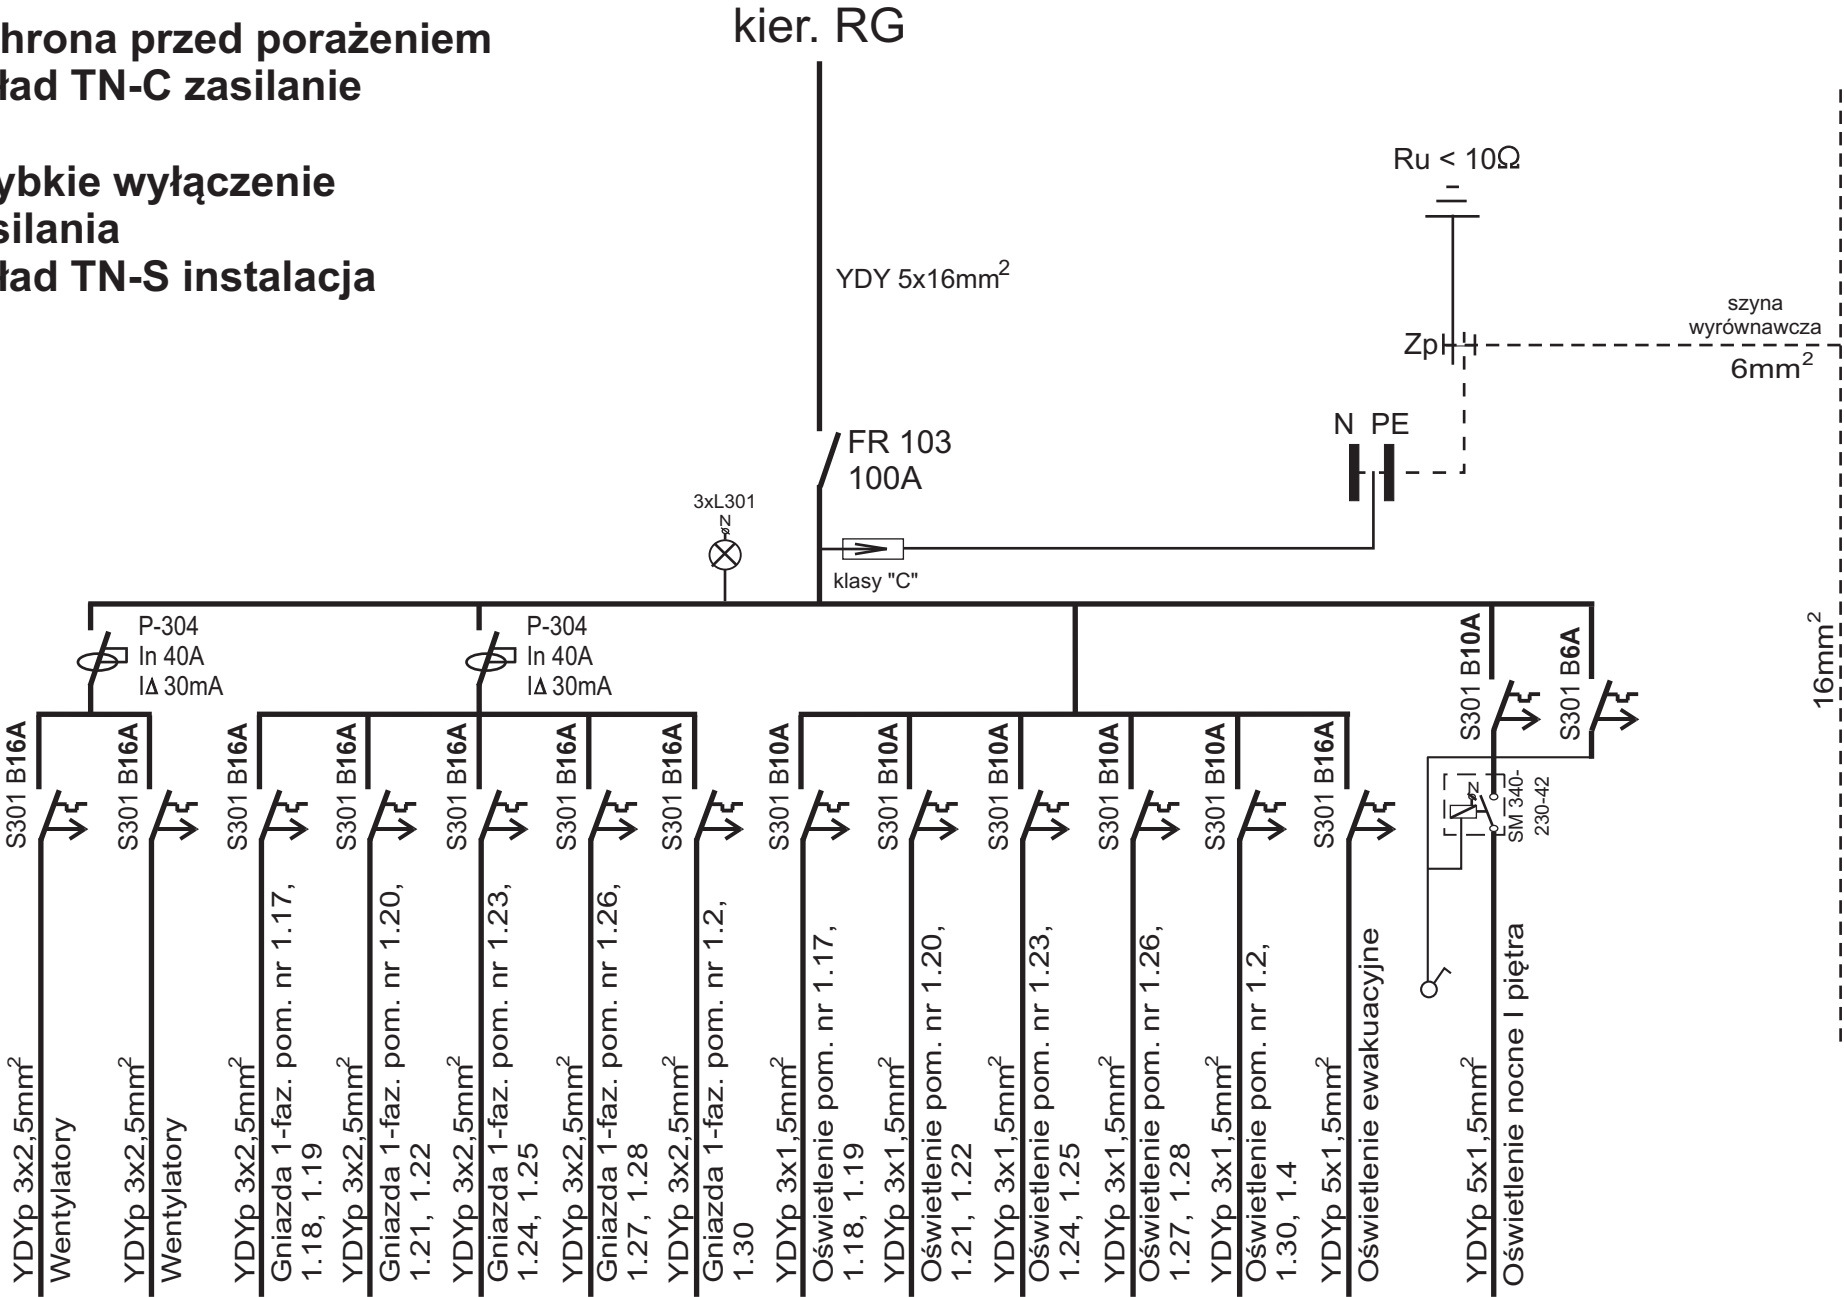 hrona przed porażeniem
ład TN-C zasilanie
ybkie wyłączenie
silania
ład TN-S instalacja
kier. RG
YDY 5x16mm²
Ru < 10Ω
Zp
szyna
wyrównawcza
6mm²
16mm²
N PE
FR 103
100A
3xL301
N
klasy "C"
P-304
In 40A
IΔ 30mA
P-304
In 40A
IΔ 30mA
S301 B16A
S301 B16A
S301 B16A
S301 B16A
S301 B16A
S301 B16A
S301 B16A
S301 B10A
S301 B10A
S301 B10A
S301 B10A
S301 B10A
S301 B16A
S301 B10A
S301 B6A
N
SM 340-
230-42
YDYp 3x2,5mm²
Wentylatory
YDYp 3x2,5mm²
Wentylatory
YDYp 3x2,5mm²
Gniazda 1-faz. pom. nr 1.17,
1.18, 1.19
YDYp 3x2,5mm²
Gniazda 1-faz. pom. nr 1.20,
1.21, 1.22
YDYp 3x2,5mm²
Gniazda 1-faz. pom. nr 1.23,
1.24, 1.25
YDYp 3x2,5mm²
Gniazda 1-faz. pom. nr 1.26,
1.27, 1.28
YDYp 3x2,5mm²
Gniazda 1-faz. pom. nr 1.2,
1.30
YDYp 3x1,5mm²
Oświetlenie pom. nr 1.17,
1.18, 1.19
YDYp 3x1,5mm²
Oświetlenie pom. nr 1.20,
1.21, 1.22
YDYp 3x1,5mm²
Oświetlenie pom. nr 1.23,
1.24, 1.25
YDYp 3x1,5mm²
Oświetlenie pom. nr 1.26,
1.27, 1.28
YDYp 3x1,5mm²
Oświetlenie pom. nr 1.2,
1.30, 1.4
YDYp 5x1,5mm²
Oświetlenie ewakuacyjne
YDYp 5x1,5mm²
Oświetlenie nocne I piętra